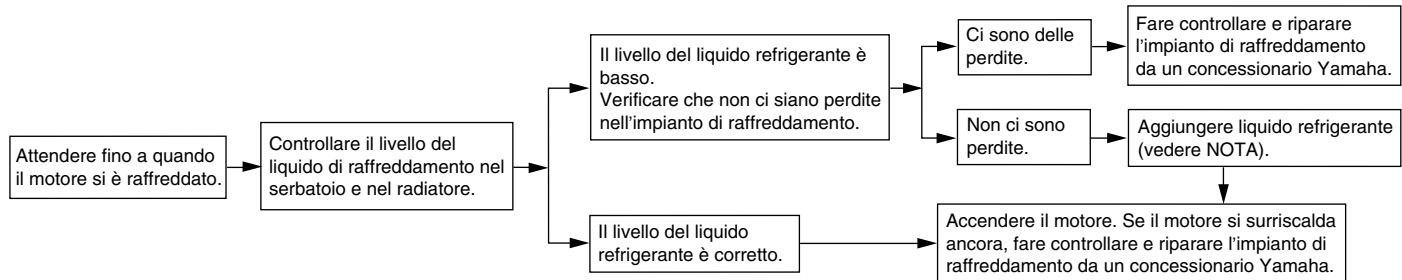 Attendere fino a quando
il motore si è raffreddato.
Controllare il livello del
liquido di raffreddamento nel
serbatoio e nel radiatore.
Il livello del liquido refrigerante è
basso.
Verificare che non ci siano perdite
nell'impianto di raffreddamento.
Ci sono delle
perdite.
Fare controllare e riparare
l'impianto di raffreddamento
da un concessionario Yamaha.
Non ci sono
perdite.
Aggiungere liquido refrigerante
(vedere NOTA).
Il livello del liquido
refrigerante è corretto.
Accendere il motore. Se il motore si surriscalda
ancora, fare controllare e riparare l'impianto di
raffreddamento da un concessionario Yamaha.